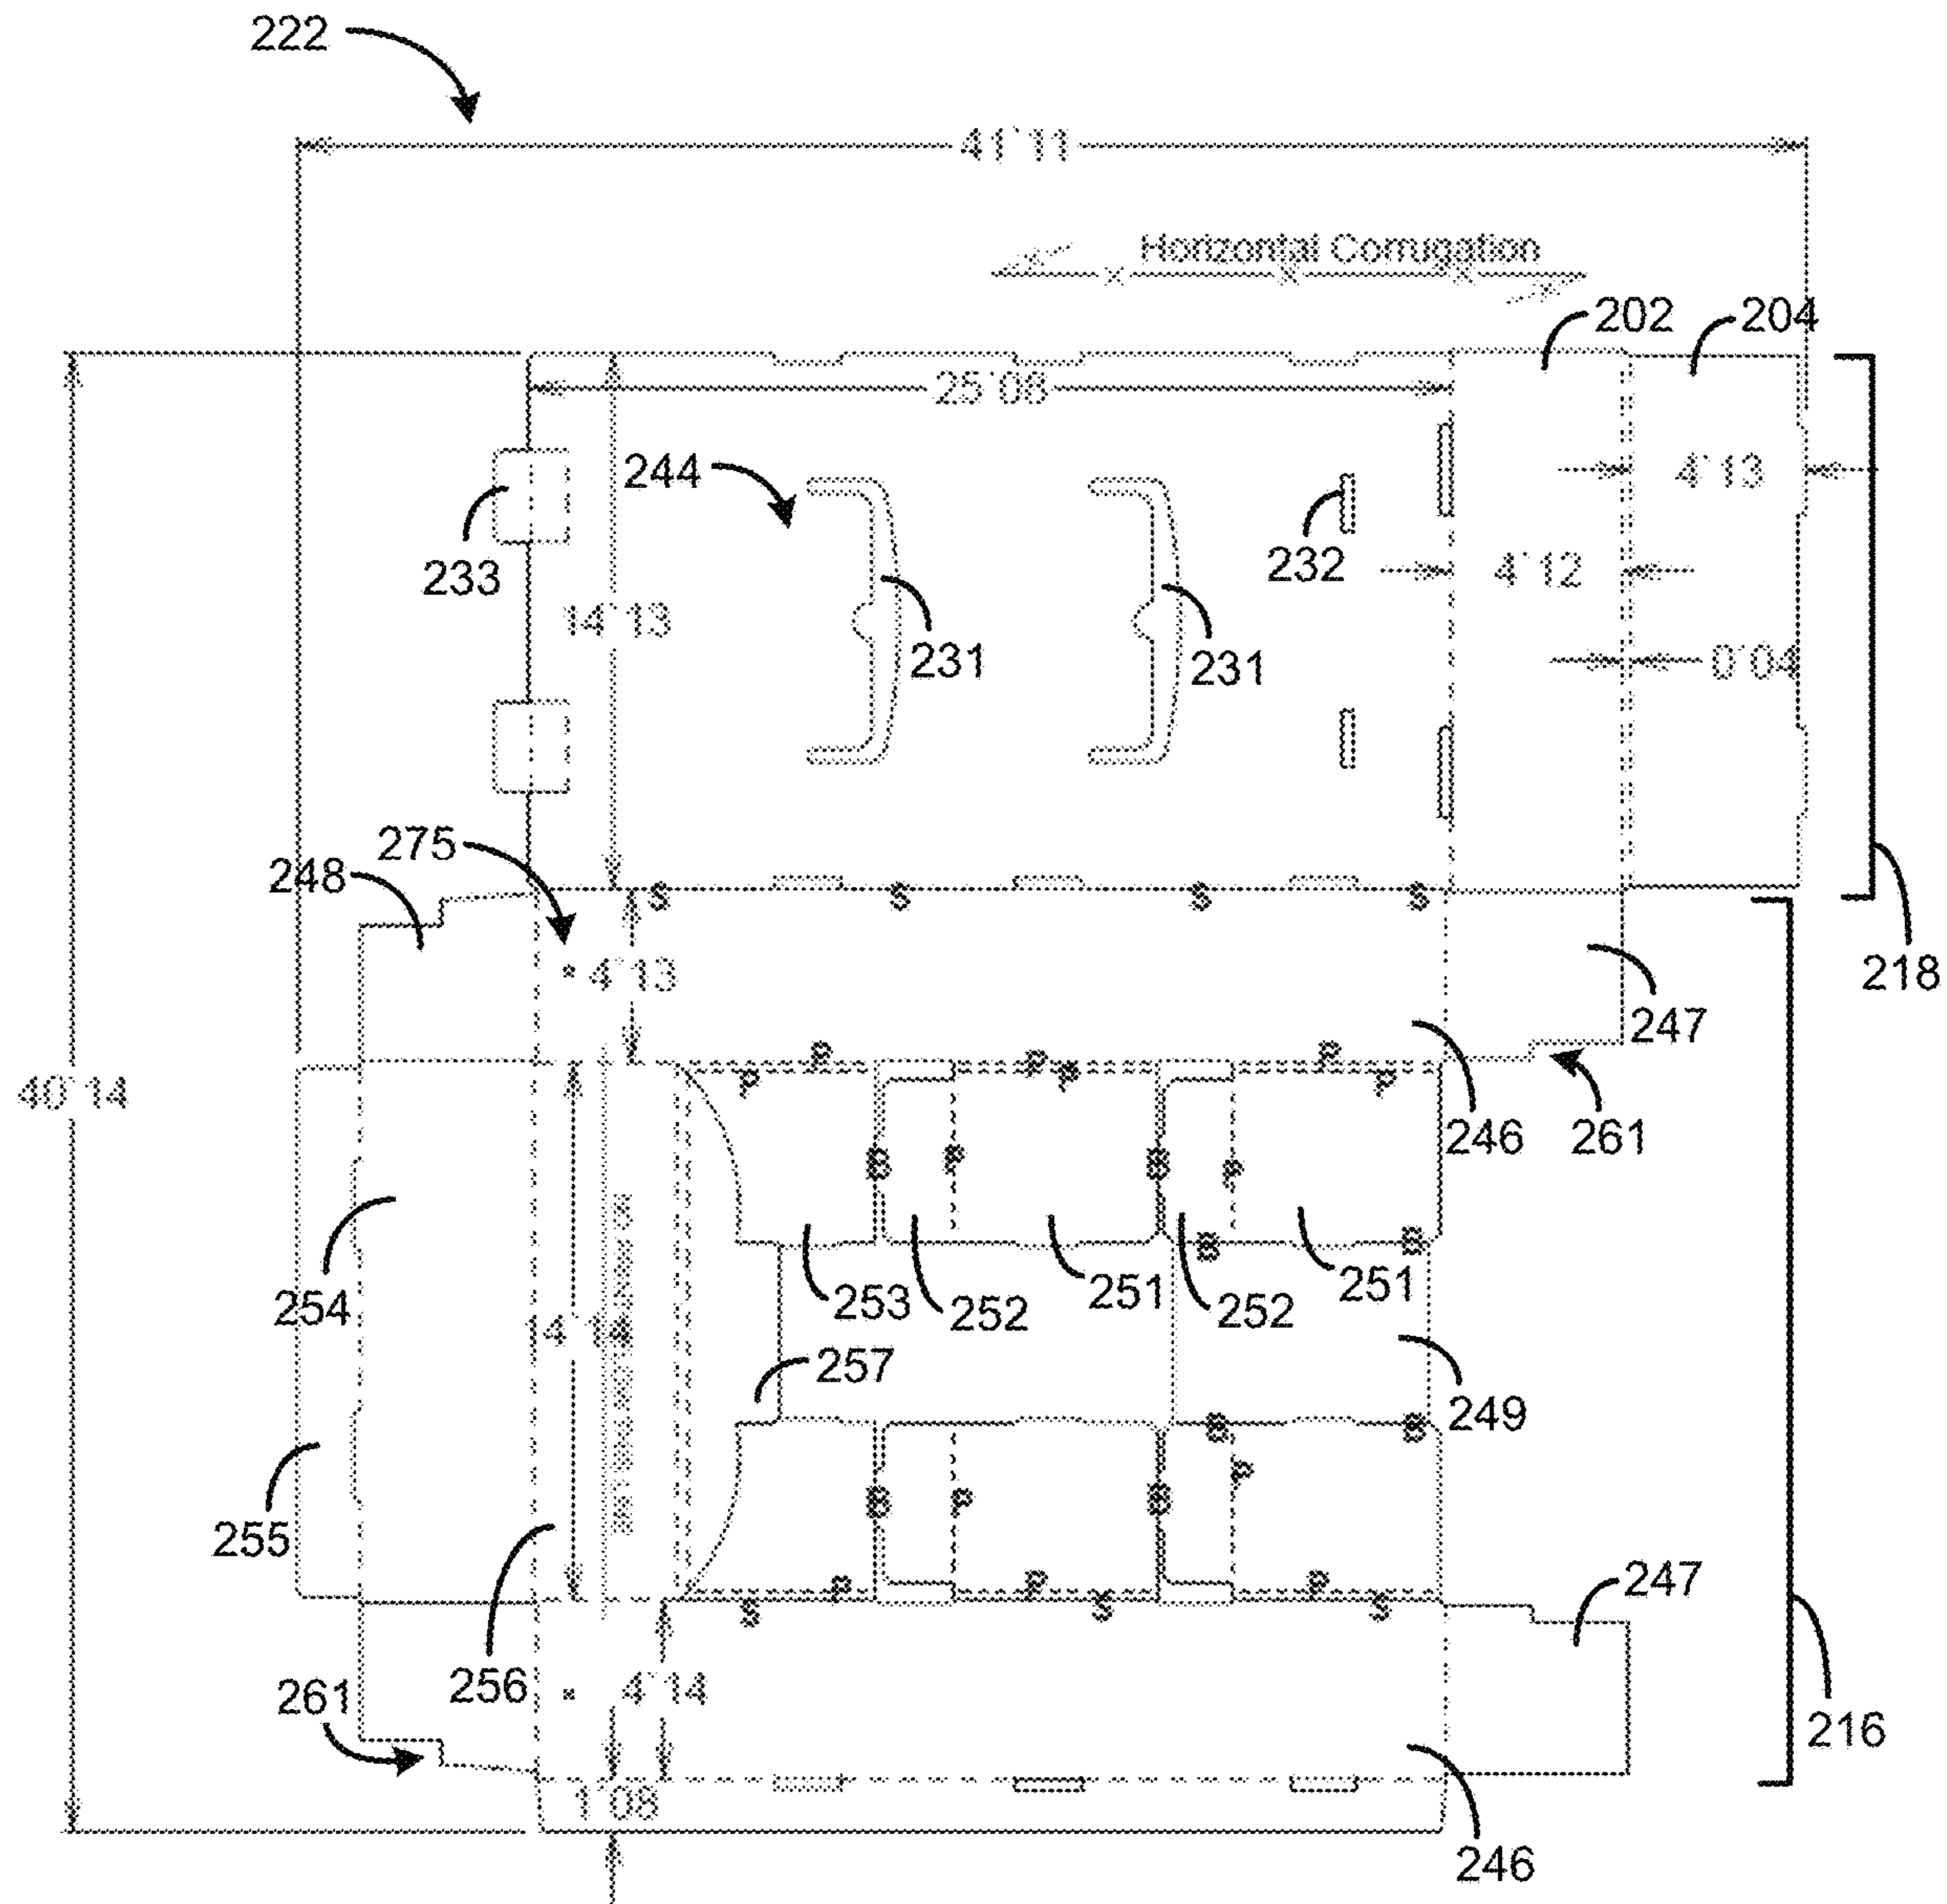 222
41'11
Horizontal Corrugation
202
204
25'08
244
4'13
233
232
4'12
14'13
231
231
0'04
275
248
S
S
S
S
4'13
218
247
P
P
P
P
P
P
40'14
246
261
B
P
B
P
B
B
254
253
252
251
252
251
14'14
257
249
B
B
P
255
B
P
B
P
P
P
247
S
S
S
256
4'14
261
216
1'08
246